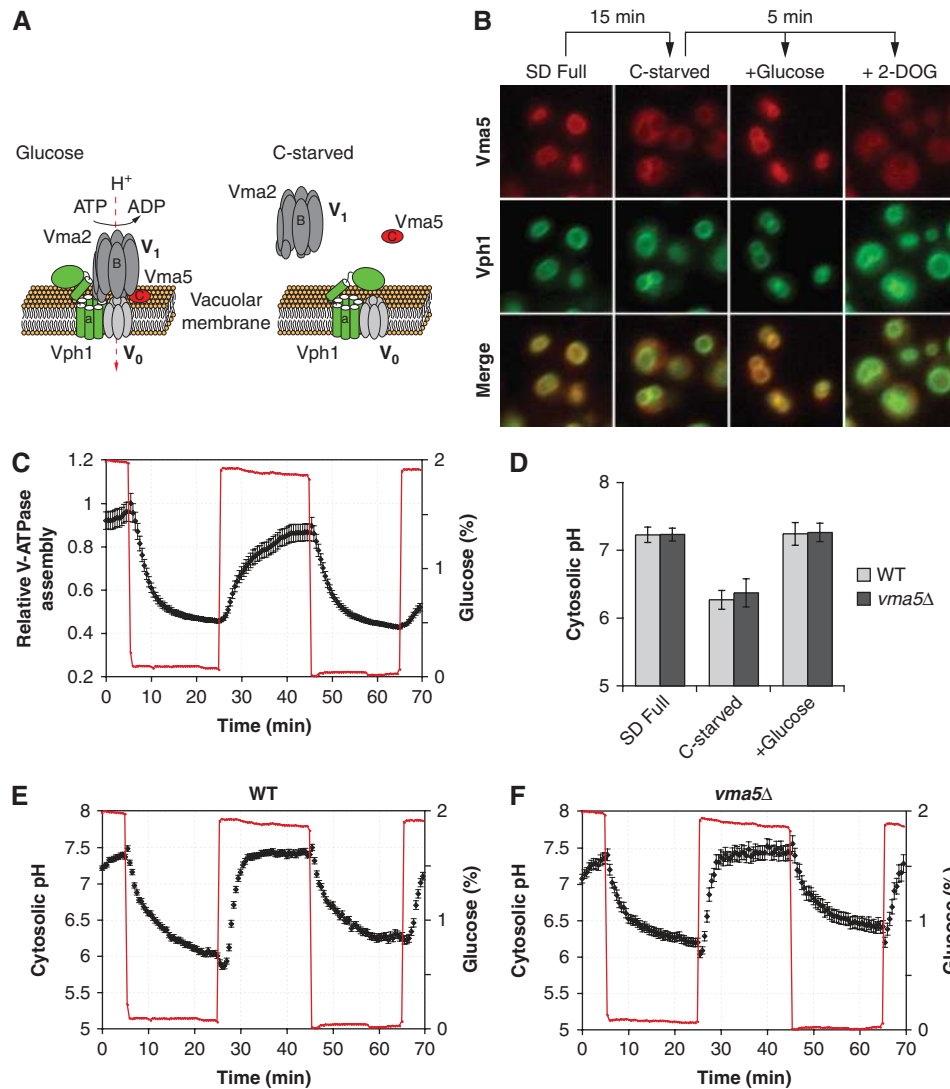 A
Glucose
H+
ATP ADP
Vma2
V1
B
Vma5
C
a
Vph1
V0
Vacuolar
membrane
C-starved
Vma2
V1
B
Vma5
C
a
Vph1
V0
B
15 min 5 min
SD Full C-starved +Glucose + 2-DOG
Vma5
Vph1
Merge
C
Relative V-ATPase
assembly
1.2
1
0.8
0.6
0.4
0.2
0 10 20 30 40 50 60 70
Time (min)
2
1
0
Glucose (%)
D
Cytosolic pH
8
7
6
5
SD Full
C-starved
+Glucose
WT
vma5Δ
E
WT
Cytosolic pH
8
7.5
7
6.5
6
5.5
5
0 10 20 30 40 50 60 70
Time (min)
2
1
0
Glucose (%)
F
vma5Δ
Cytosolic pH
8
7.5
7
6.5
6
5.5
5
0 10 20 30 40 50 60 70
Time (min)
2
1
0
Glucose (%)